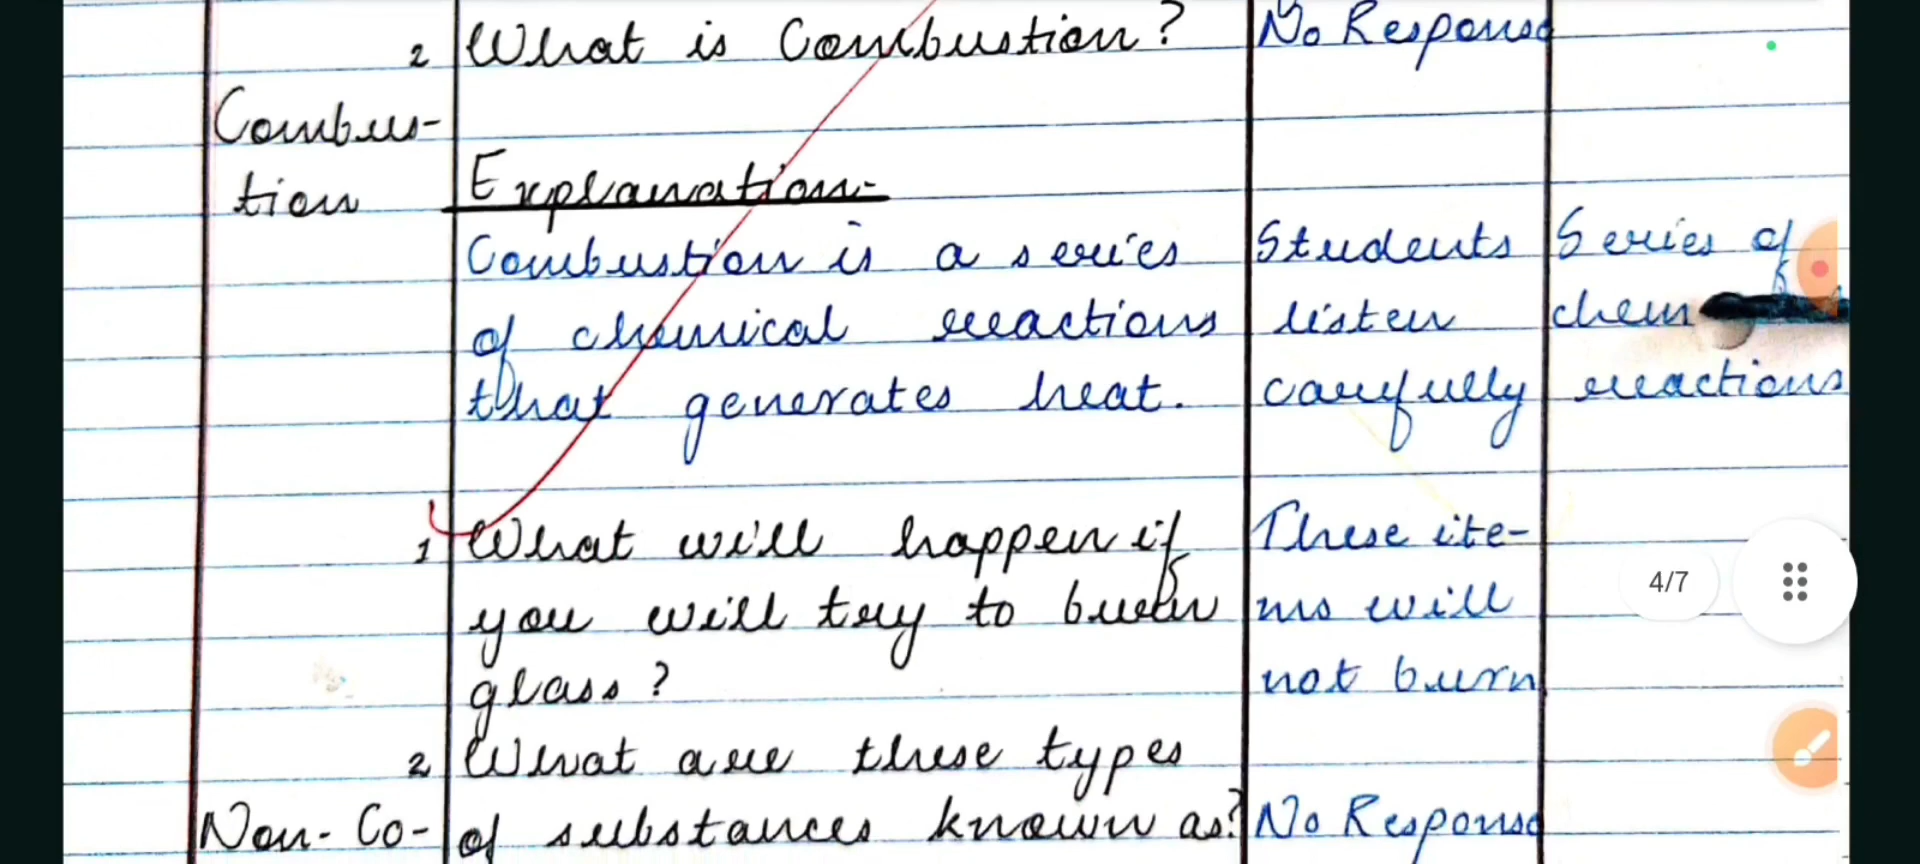 2 What is Combustion? No Response
Combus-
tion Explanation-
Combustion is a series Students Series of
of chemical reactions listen chem
that generates heat. carefully reactions
1 What will happen if These ite-
you will try to burn ms will
4/7
glass? not burn
2 What are these types
Non-Co- of substances known as? No Response